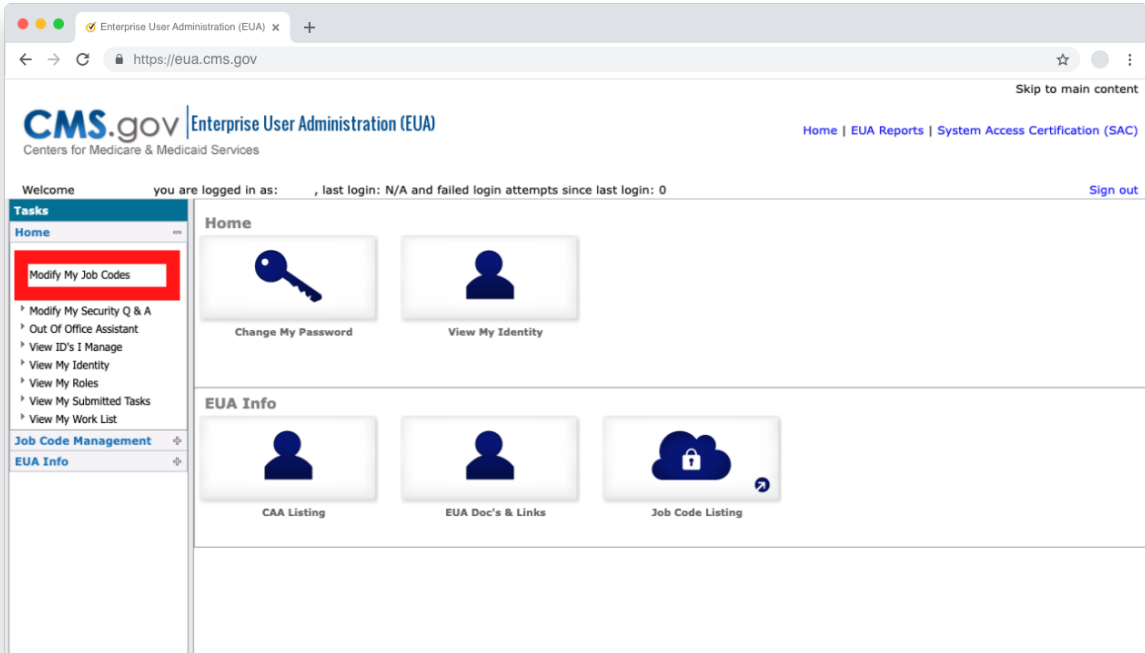 Enterprise User Administration (EUA)
https://eua.cms.gov
Skip to main content
CMS.gov Enterprise User Administration (EUA)
Centers for Medicare & Medicaid Services
Home | EUA Reports | System Access Certification (SAC)
Welcome you are logged in as: , last login: N/A and failed login attempts since last login: 0
Sign out
Tasks
Home
Modify My Job Codes
Modify My Security Q & A
Out Of Office Assistant
View ID's I Manage
View My Identity
View My Roles
View My Submitted Tasks
View My Work List
Job Code Management
EUA Info
Home
Change My Password
View My Identity
EUA Info
CAA Listing
EUA Doc's & Links
Job Code Listing